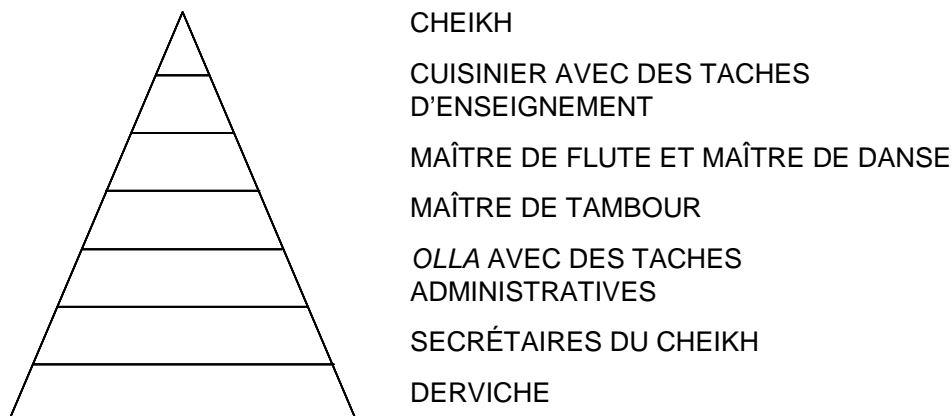 CHEIKH
CUISINIER AVEC DES TACHES
D'ENSEIGNEMENT
MAÎTRE DE FLUTE ET MAÎTRE DE DANSE
MAÎTRE DE TAMBOUR
OLLA AVEC DES TACHES
ADMINISTRATIVES
SECRÉTAIRES DU CHEIKH
DERVICHE